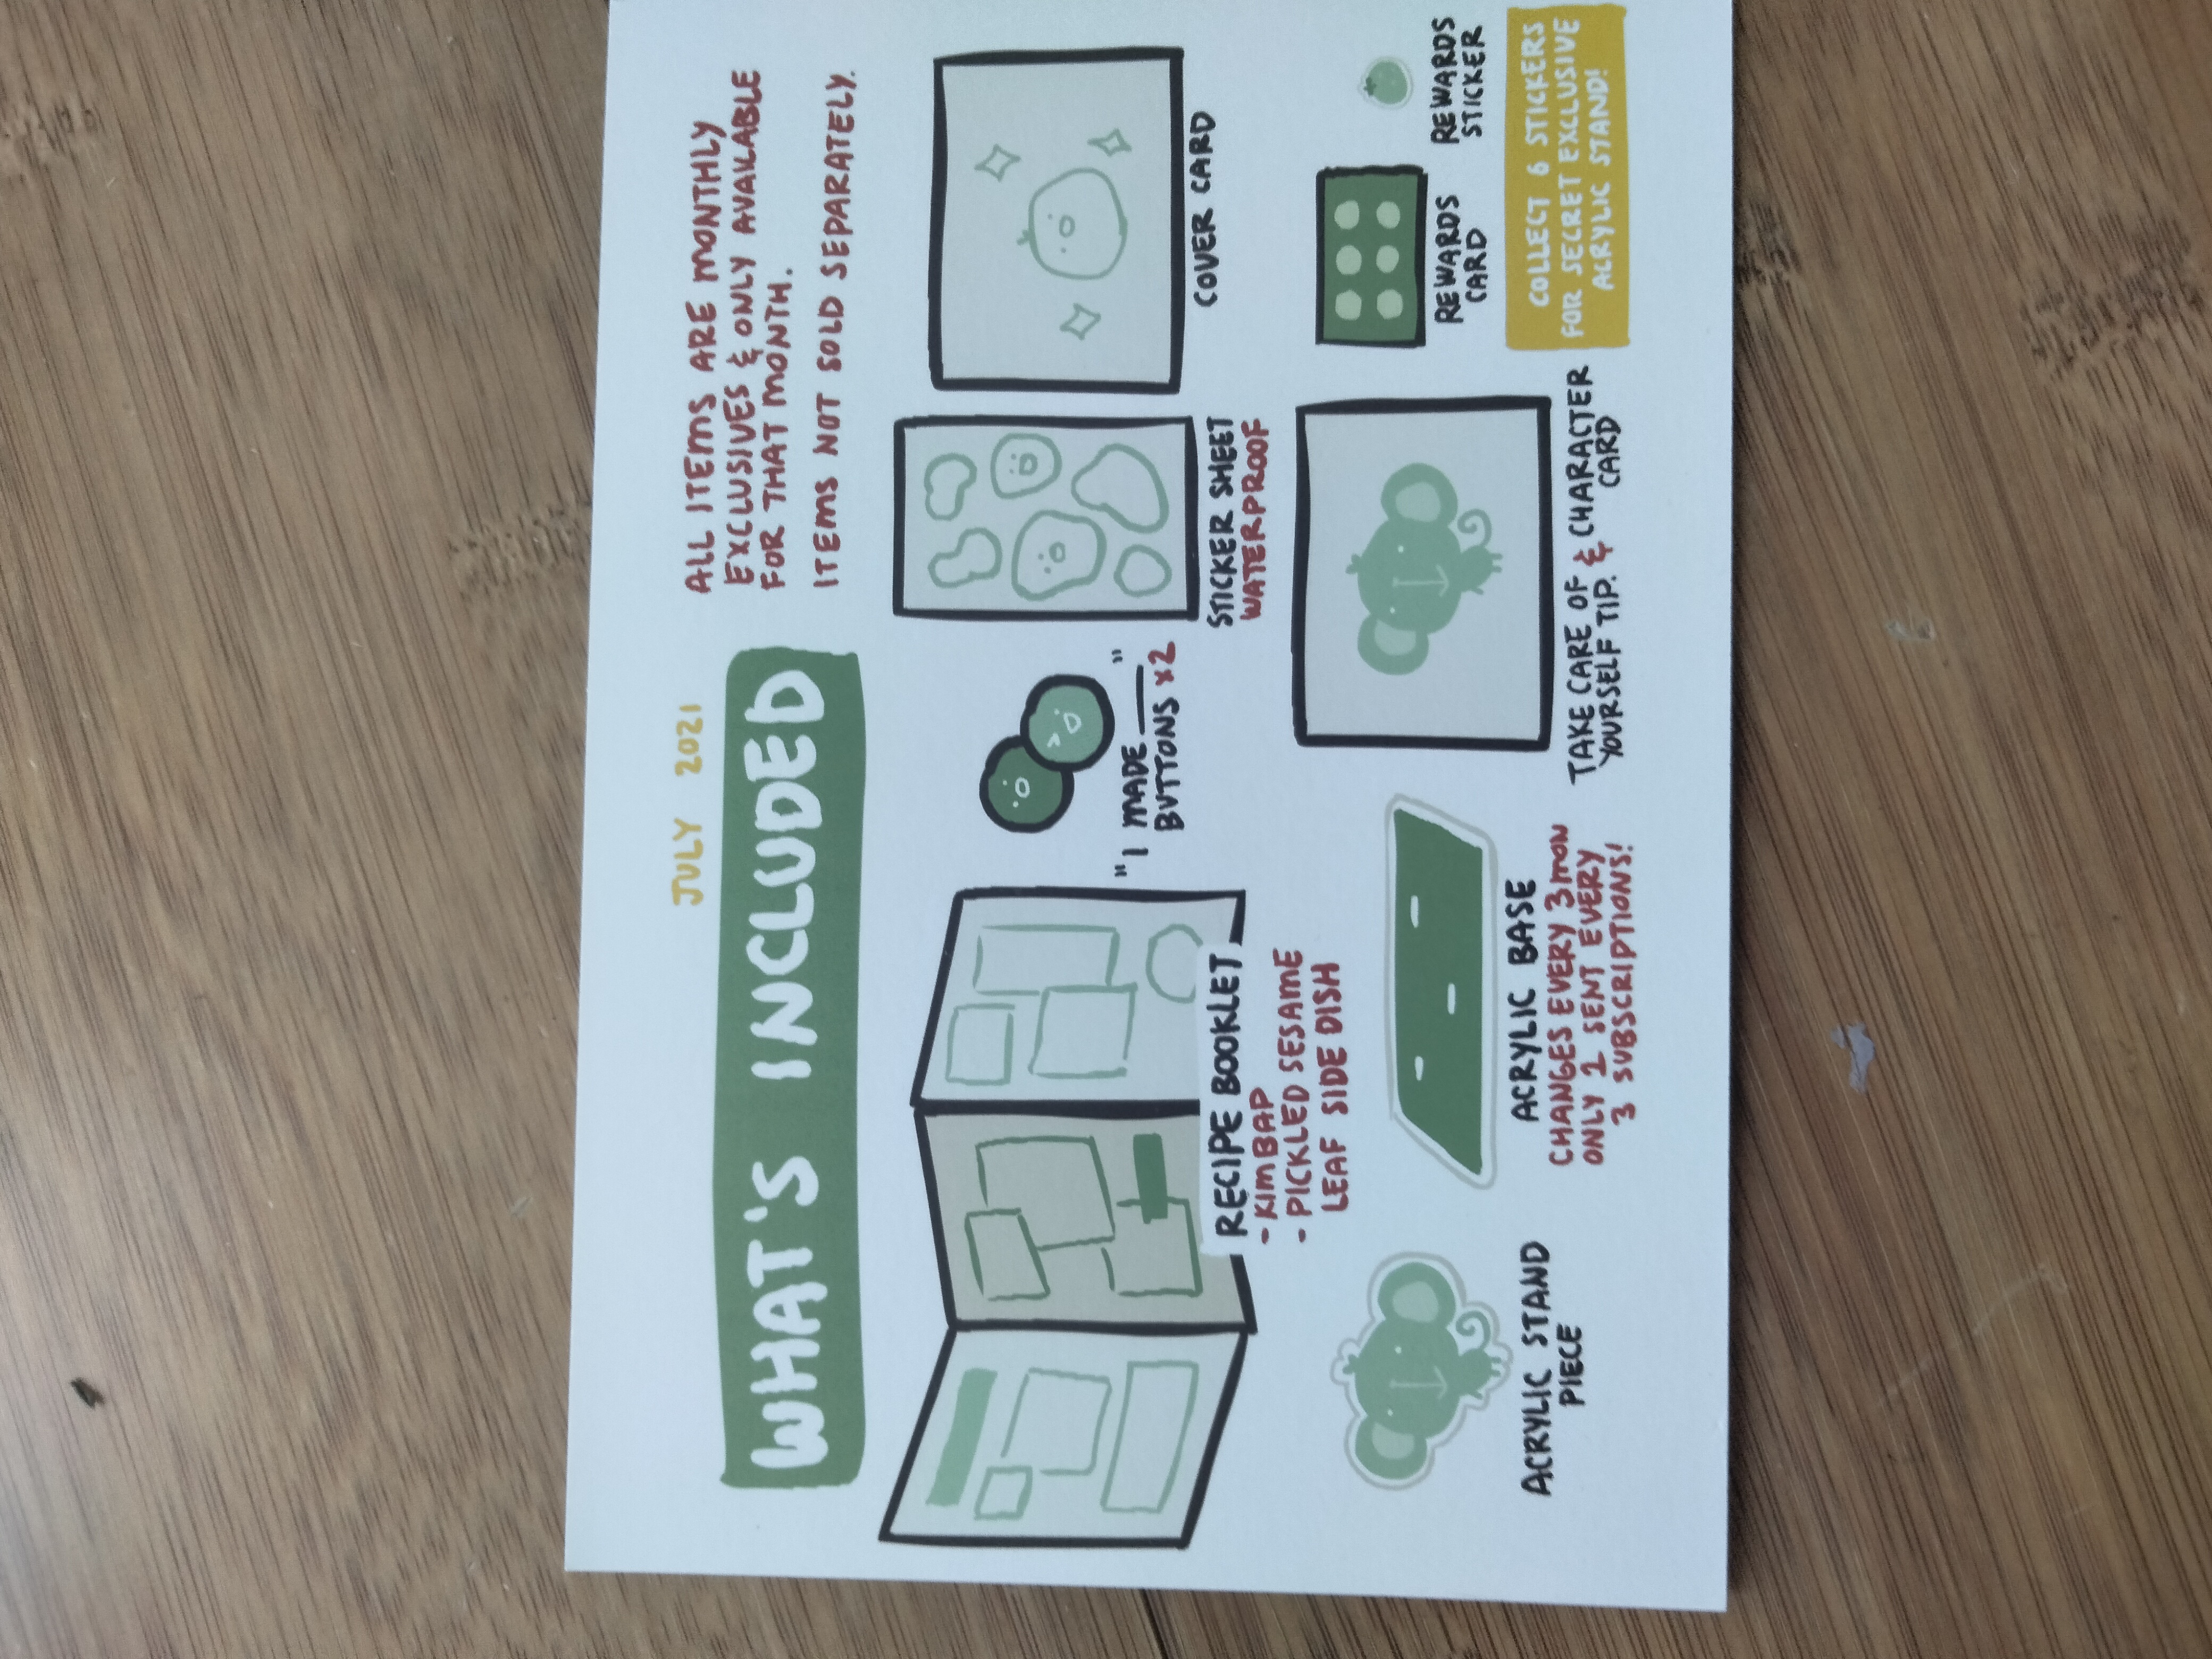 JULY 2021
WHAT'S INCLUDED
ALL ITEMS ARE MONTHLY
EXCLUSIVES & ONLY AVAILABLE
FOR THAT MONTH.
ITEMS NOT SOLD SEPARATELY.
RECIPE BOOKLET
- KIMBAP
- PICKLED SESAME
LEAF SIDE DISH
"I MADE ___"
BUTTONS x2
STICKER SHEET
WATERPROOF
COVER CARD
ACRYLIC STAND
PIECE
ACRYLIC BASE
CHANGES EVERY 3 MON
ONLY 1 SENT EVERY
3 SUBSCRIPTIONS!
TAKE CARE OF & CHARACTER
YOURSELF TIP. CARD
REWARDS
CARD
REWARDS
STICKER
COLLECT 6 STICKERS
FOR SECRET EXCLUSIVE
ACRYLIC STAND!